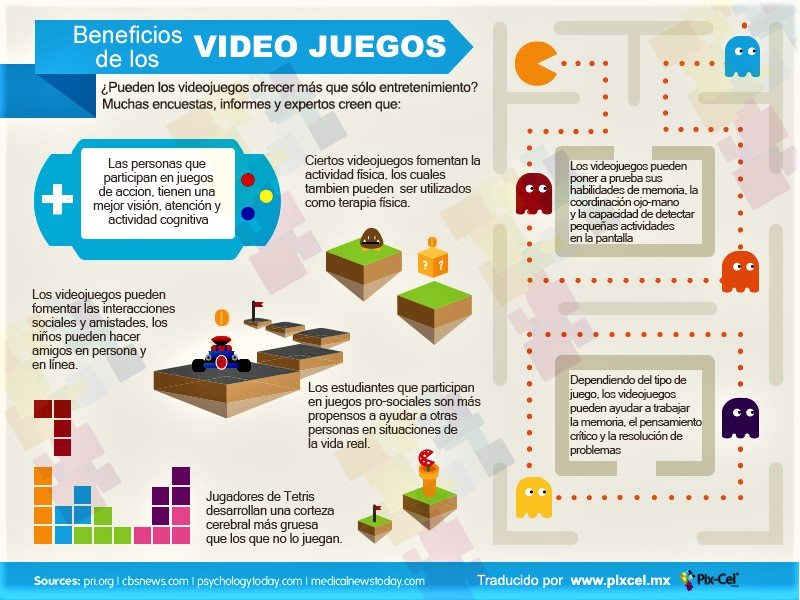 Beneficios
de los
VIDEO JUEGOS
¿Pueden los videojuegos ofrecer más que sólo entretenimiento?
Muchas encuestas, informes y expertos creen que:
Las personas que
participan en juegos
de accion, tienen una
mejor visión, atención y
actividad cognitiva
Ciertos videojuegos fomentan la
actividad física, los cuales
tambien pueden ser utilizados
como terapia física.
Los videojuegos pueden
poner a prueba sus
habilidades de memoria, la
coordinación ojo-mano
y la capacidad de detectar
pequeñas actividades
en la pantalla
? ?
Los videojuegos pueden
fomentar las interacciones
sociales y amistades, los
niños pueden hacer
amigos en persona y
en línea.
Los estudiantes que participan
en juegos pro-sociales son más
propensos a ayudar a otras
personas en situaciones de
la vida real.
Dependiendo del tipo de
juego, los videojuegos
pueden ayudar a trabajar
la memoria, el pensamiento
crítico y la resolución de
problemas
Jugadores de Tetris
desarrollan una corteza
cerebral más gruesa
que los que no lo juegan.
Sources: pri.org | cbsnews.com | psychologytoday.com | medicalnewstoday.com
Traducido por www.pixcel.mx
Pix-Cel